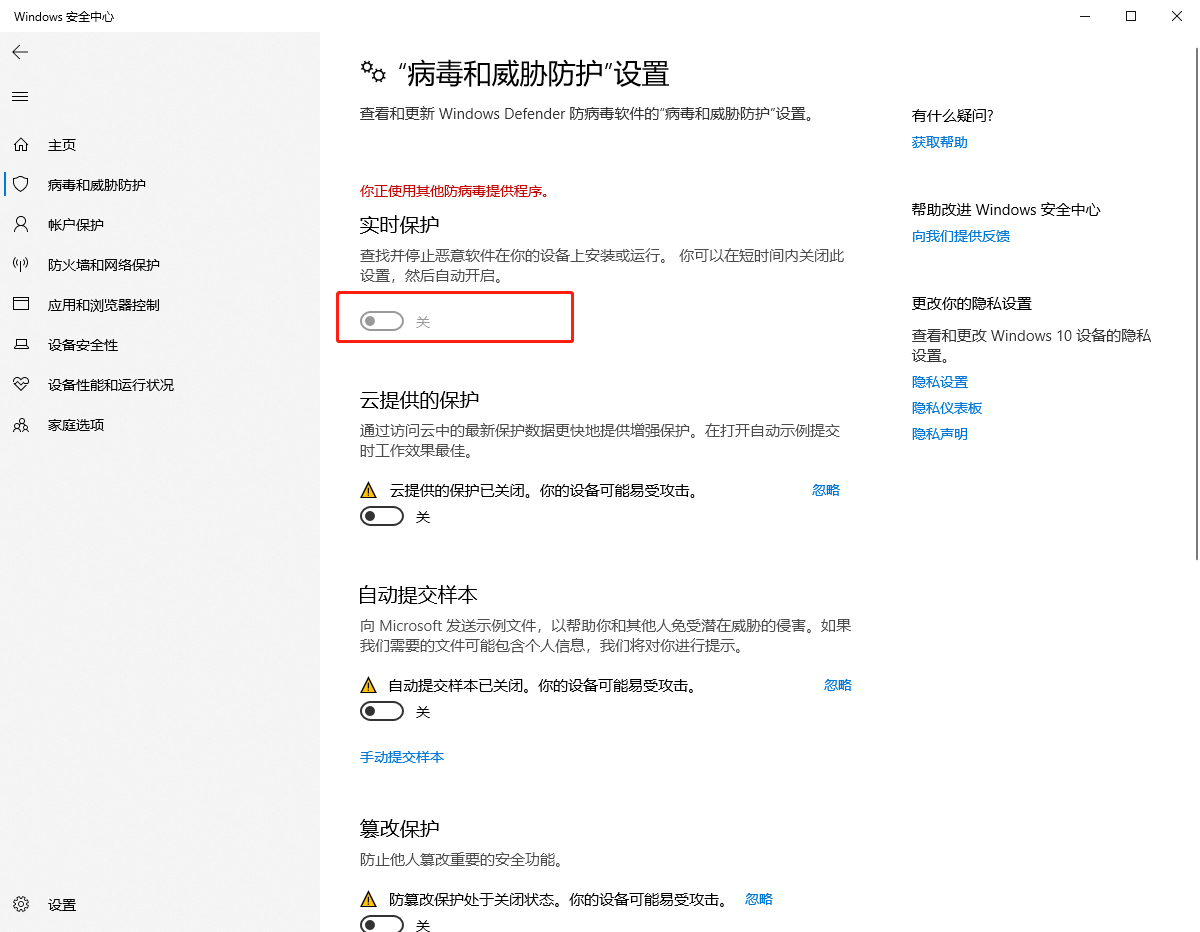 Windows 安全中心
主页
病毒和威胁防护
帐户保护
防火墙和网络保护
应用和浏览器控制
设备安全性
设备性能和运行状况
家庭选项
设置
“病毒和威胁防护”设置
查看和更新 Windows Defender 防病毒软件的“病毒和威胁防护”设置。
你正使用其他防病毒提供程序。
实时保护
查找并停止恶意软件在你的设备上安装或运行。 你可以在短时间内关闭此
设置，然后自动开启。
关
云提供的保护
通过访问云中的最新保护数据更快地提供增强保护。在打开自动示例提交
时工作效果最佳。
云提供的保护已关闭。你的设备可能易受攻击。
忽略
关
自动提交样本
向 Microsoft 发送示例文件，以帮助你和其他人免受潜在威胁的侵害。如果
我们需要的文件可能包含个人信息，我们将对你进行提示。
自动提交样本已关闭。你的设备可能易受攻击。
忽略
关
手动提交样本
篡改保护
防止他人篡改重要的安全功能。
防篡改保护处于关闭状态。你的设备可能易受攻击。
忽略
关
有什么疑问?
获取帮助
帮助改进 Windows 安全中心
向我们提供反馈
更改你的隐私设置
查看和更改 Windows 10 设备的隐私
设置。
隐私设置
隐私仪表板
隐私声明